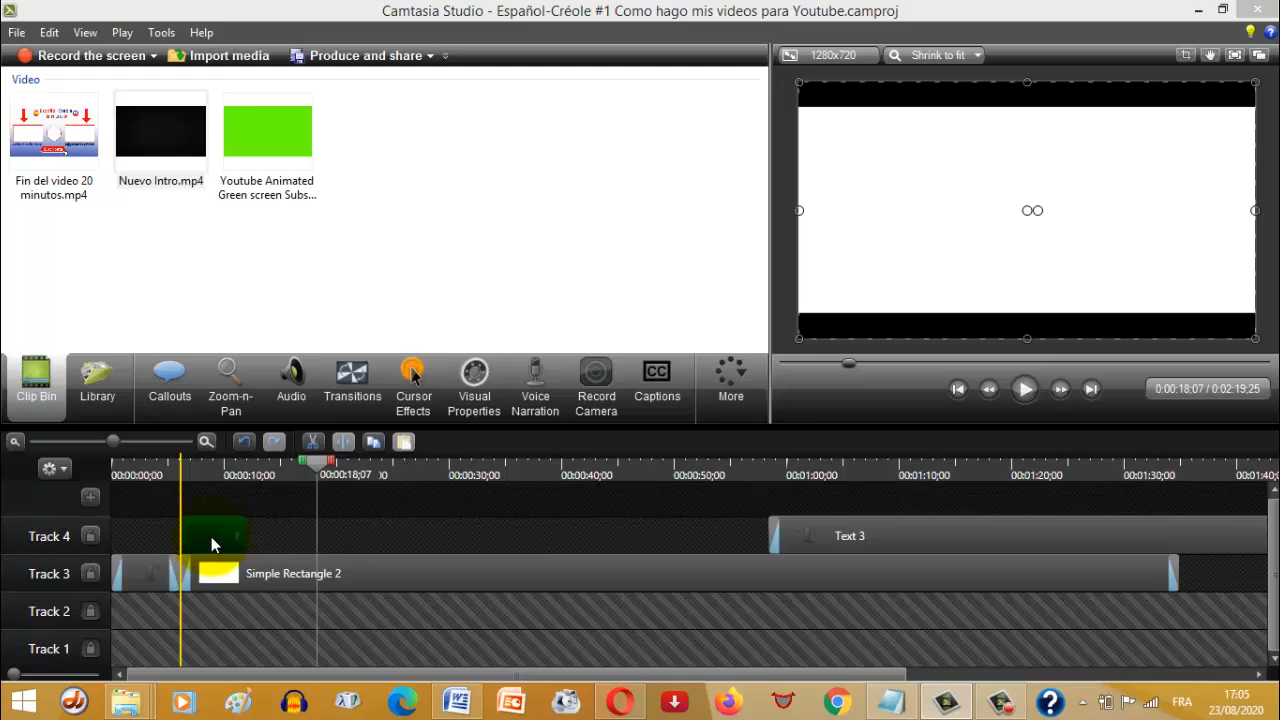 Camtasia Studio - Español-Créole #1 Como hago mis videos para Youtube.camproj
File Edit View Play Tools Help
Record the screen Import media Produce and share
1280x720 Shrink to fit
Video
Fin del video 20 minutos.mp4
Nuevo Intro.mp4
Youtube Animated Green screen Subs...
Clip Bin
Library
Callouts
Zoom-n-Pan
Audio
Transitions
Cursor Effects
Visual Properties
Voice Narration
Record Camera
CC
Captions
More
0:00:18;07 / 0:02:19;25
00:00:00;00 00:00:10;00 00:00:18;07 00:00:30;00 00:00:40;00 00:00:50;00 00:01:00;00 00:01:10;00 00:01:20;00 00:01:30;00
Track 4
Text 3
Track 3
Simple Rectangle 2
Track 2
Track 1
FR
17:05
23/08/2020